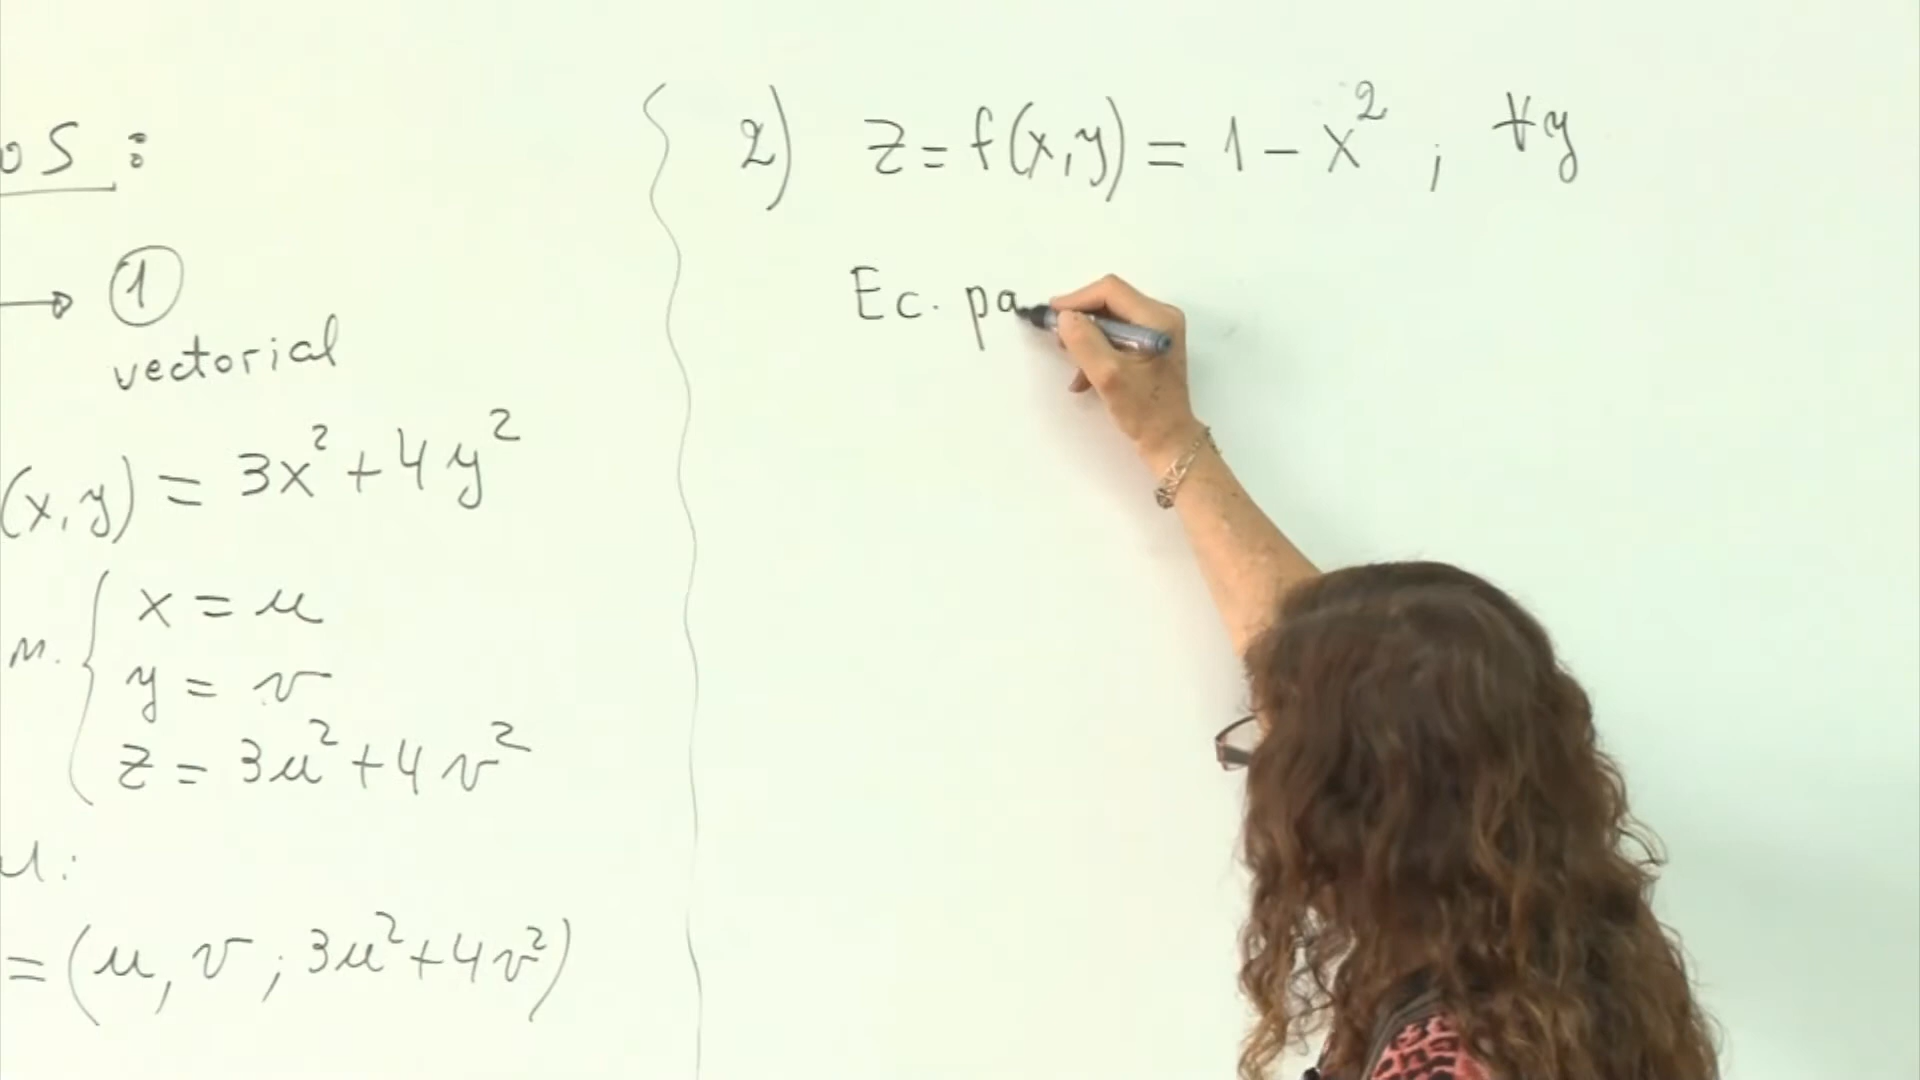 os :
→ ①
vectorial
(x,y) = 3x² + 4y²
x = u
m. { y = v
z = 3u² + 4v²
= (u, v, 3u² + 4v²)
2) z = f(x,y) = 1 - x² ; ∀y
Ec. pa